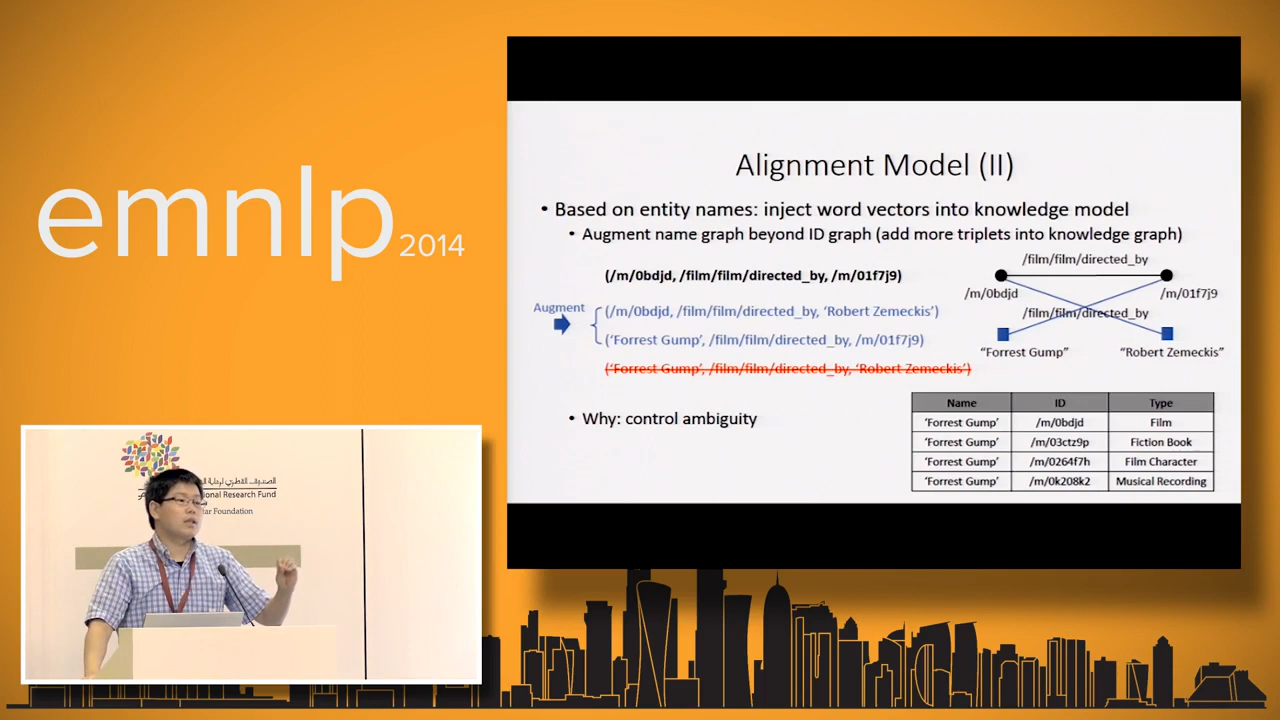 emnlp 2014
Alignment Model (II)
• Based on entity names: inject word vectors into knowledge model
• Augment name graph beyond ID graph (add more triplets into knowledge graph)
(/m/0bdjd, /film/film/directed_by, /m/01f7j9)
Augment
(/m/0bdjd, /film/film/directed_by, 'Robert Zemeckis')
('Forrest Gump', /film/film/directed_by, /m/01f7j9)
('Forrest Gump', /film/film/directed_by, 'Robert Zemeckis')
/film/film/directed_by
/m/0bdjd
/m/01f7j9
/film/film/directed_by
"Forrest Gump"
"Robert Zemeckis"
• Why: control ambiguity
Name ID Type
'Forrest Gump' /m/0bdjd Film
'Forrest Gump' /m/03ctz9p Fiction Book
'Forrest Gump' /m/0264f7h Film Character
'Forrest Gump' /m/0k208k2 Musical Recording
ional Research Fund
tar Foundation